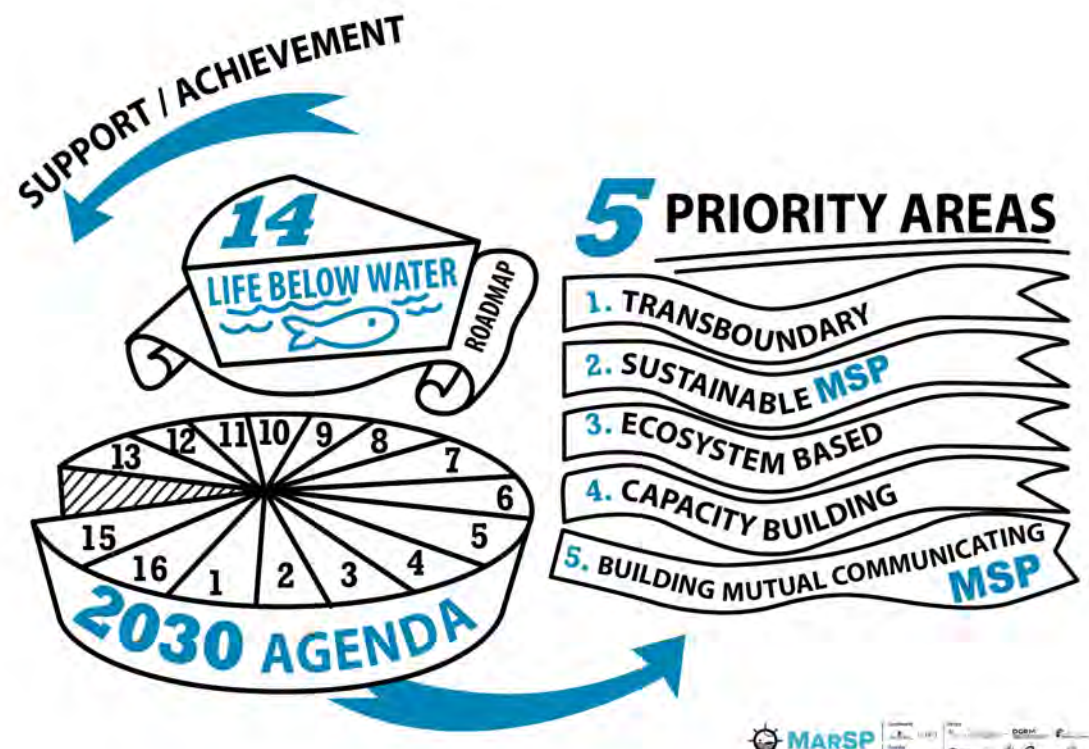 SUPPORT / ACHIEVEMENT
14
LIFE BELOW WATER
ROADMAP
13
12
11
10
9
8
7
6
5
4
3
2
1
16
15
2030 AGENDA
5 PRIORITY AREAS
1. TRANSBOUNDARY
2. SUSTAINABLE MSP
3. ECOSYSTEM BASED
4. CAPACITY BUILDING
5. BUILDING MUTUAL COMMUNICATING MSP
MARSP
DGRM